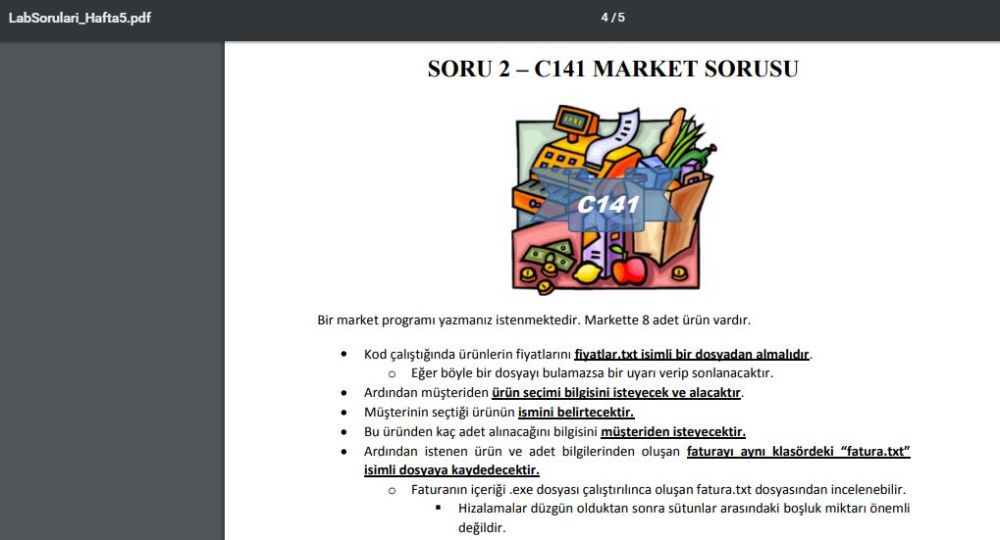 LabSorulari_Hafta5.pdf
4 / 5
SORU 2 – C141 MARKET SORUSU
C141
Bir market programı yazmanız istenmektedir. Markette 8 adet ürün vardır.
• Kod çalıştığında ürünlerin fiyatlarını fiyatlar.txt isimli bir dosyadan almalıdır.
o Eğer böyle bir dosyayı bulamazsa bir uyarı verip sonlanacaktır.
• Ardından müşteriden ürün seçimi bilgisini isteyecek ve alacaktır.
• Müşterinin seçtiği ürünün ismini belirtecektir.
• Bu üründen kaç adet alınacağını bilgisini müşteriden isteyecektir.
• Ardından istenen ürün ve adet bilgilerinden oluşan faturayı aynı klasördeki “fatura.txt”
isimli dosyaya kaydedecektir.
o Faturanın içeriği .exe dosyası çalıştırılınca oluşan fatura.txt dosyasından incelenebilir.
▪ Hizalamalar düzgün olduktan sonra sütunlar arasındaki boşluk miktarı önemli
değildir.